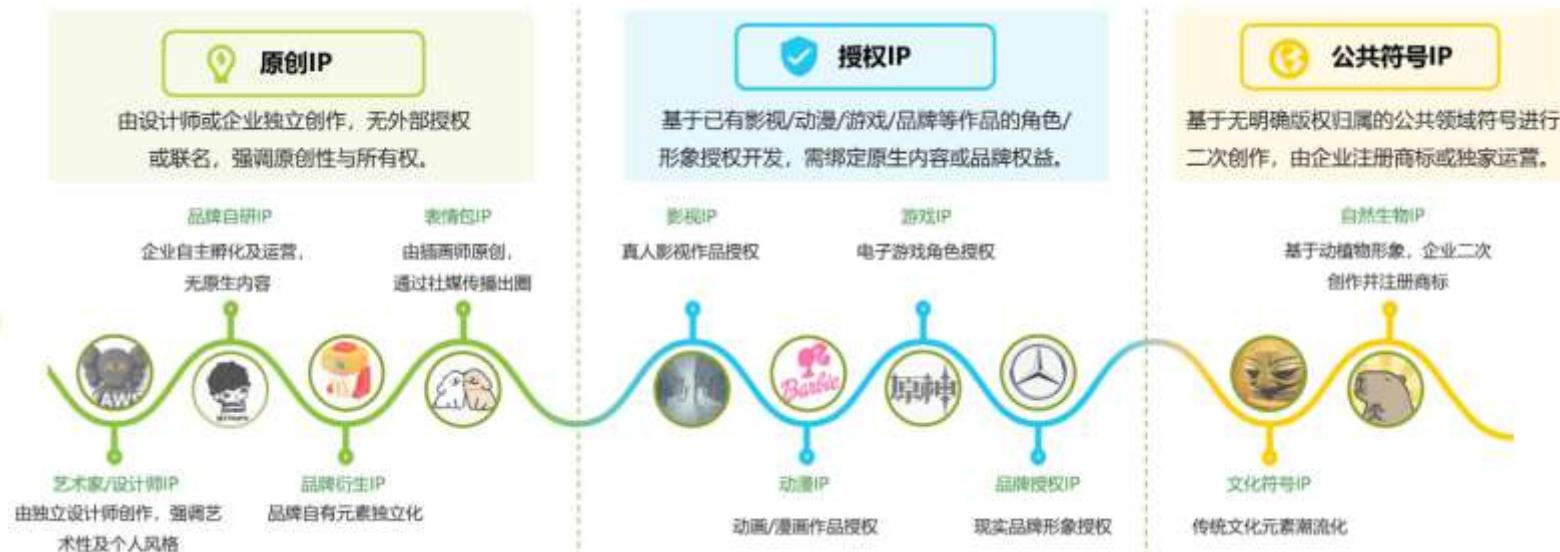 原创IP
由设计师或企业独立创作，无外部授权
或联名，强调原创性与所有权。
品牌自研IP
企业自主孵化及运营，
无原生内容
表情包IP
由插画师原创，
通过社媒传播出圈
艺术家/设计师IP
由独立设计师创作，强调艺
术性及个人风格
品牌衍生IP
品牌自有元素独立化
授权IP
基于已有影视/动漫/游戏/品牌等作品的角色/
形象授权开发，需绑定原生内容或品牌权益。
影视IP
真人影视作品授权
游戏IP
电子游戏角色授权
Barbie
原神
动漫IP
动画/漫画作品授权
品牌授权IP
现实品牌形象授权
公共符号IP
基于无明确版权归属的公共领域符号进行
二次创作，由企业注册商标或独家运营。
自然生物IP
基于动植物形象，企业二次
创作并注册商标
文化符号IP
传统文化元素潮流化